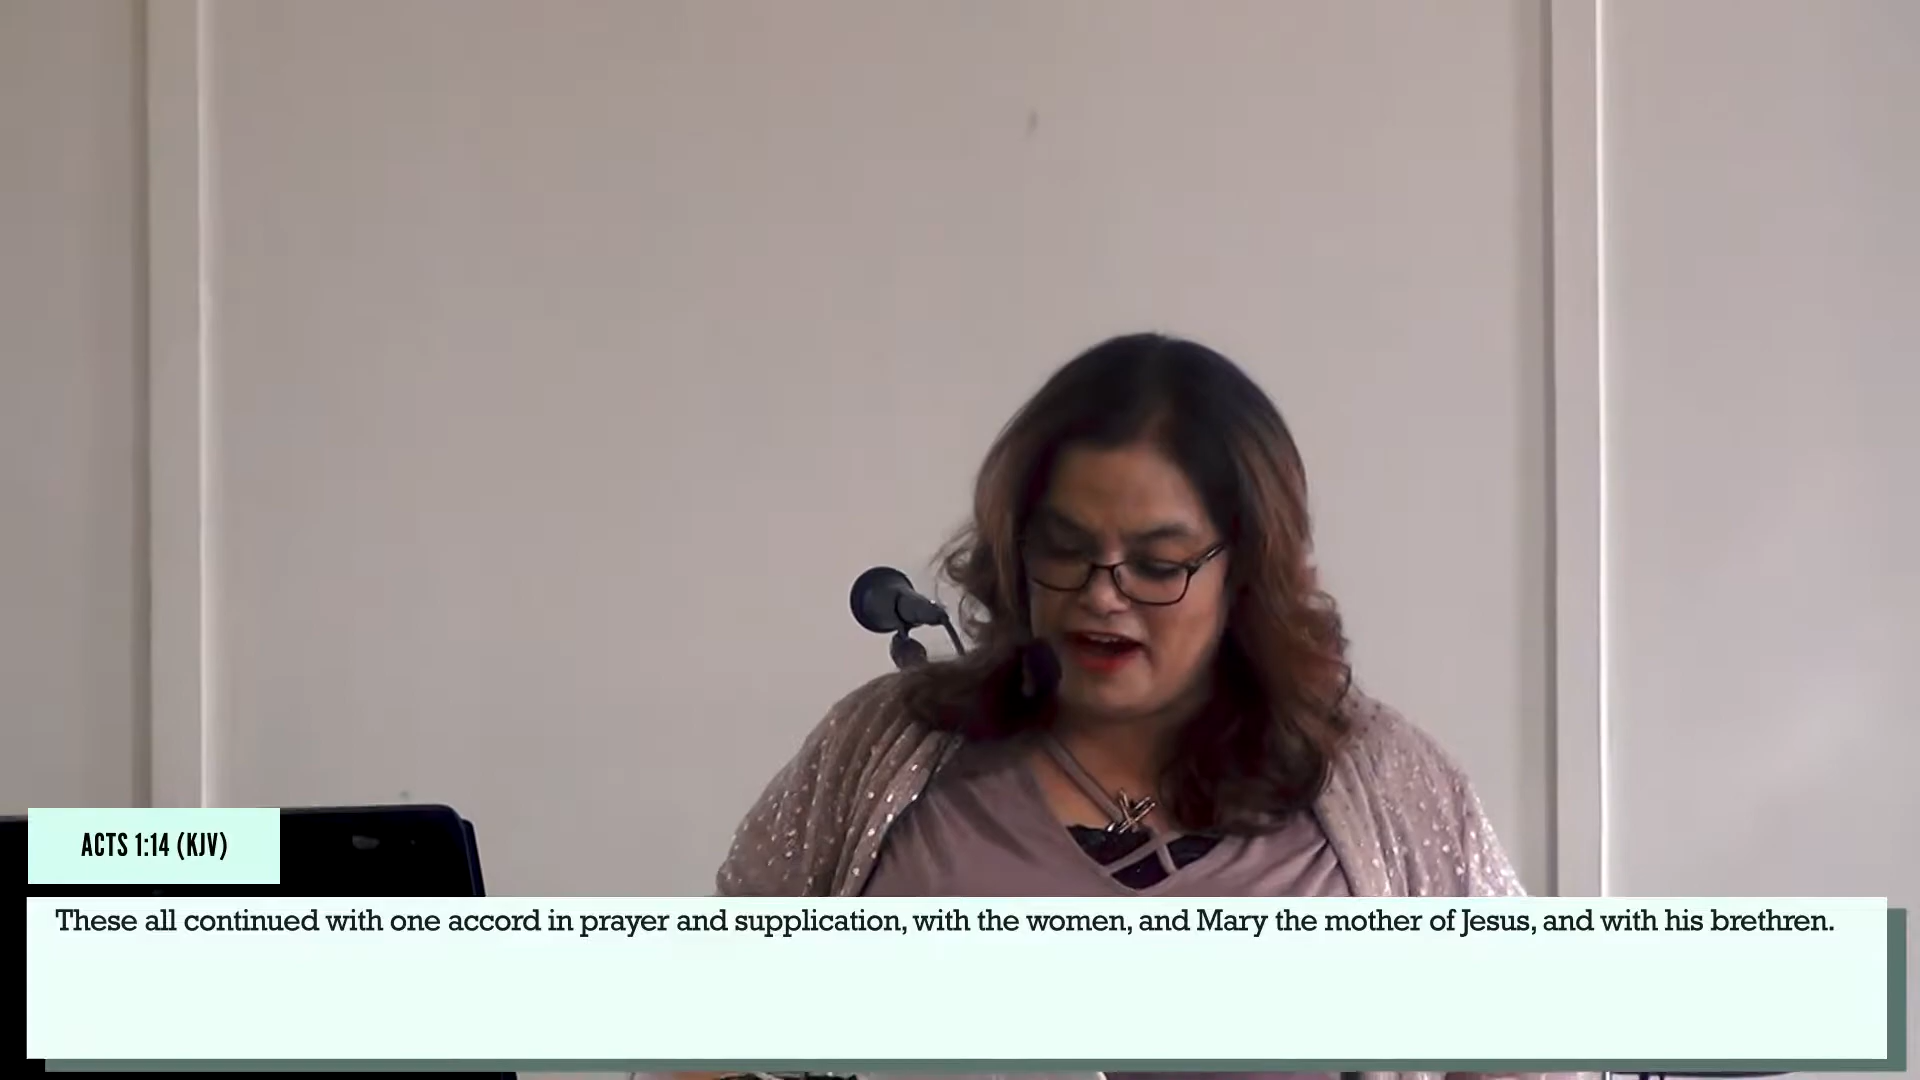 ACTS 1:14 (KJV)
These all continued with one accord in prayer and supplication, with the women, and Mary the mother of Jesus, and with his brethren.